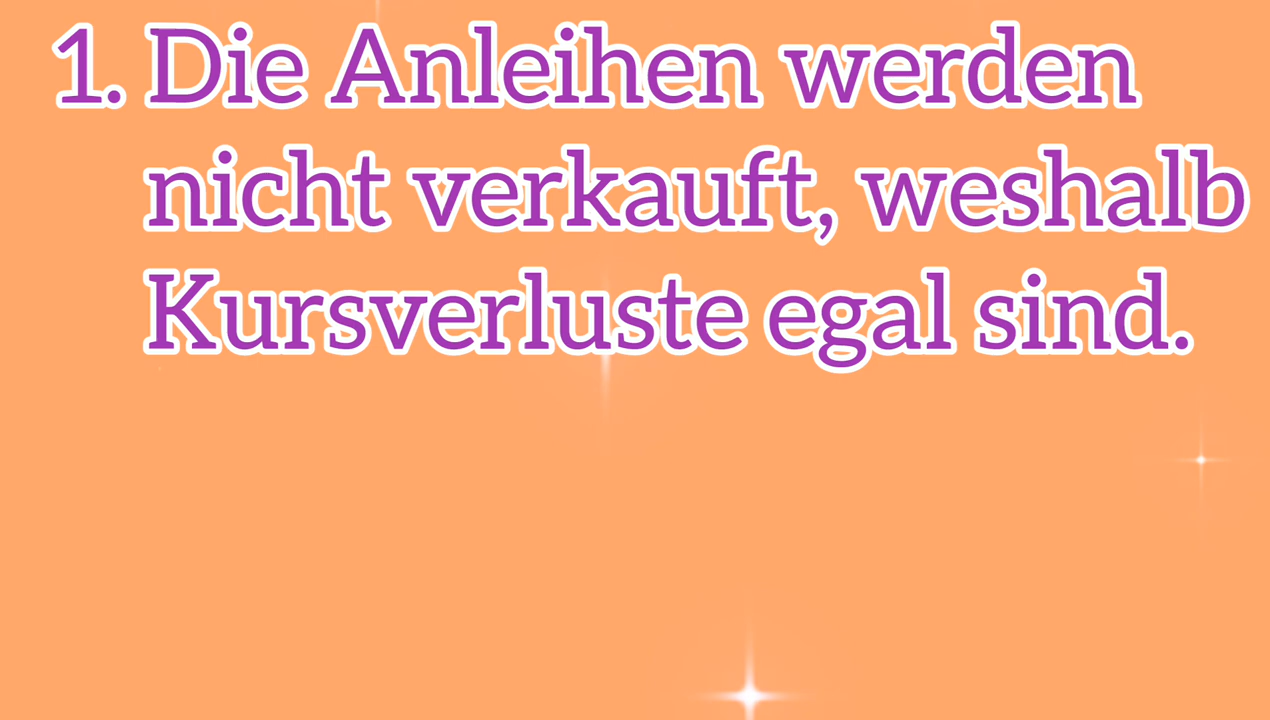 1. Die Anleihen werden
nicht verkauft, weshalb
Kursverluste egal sind.